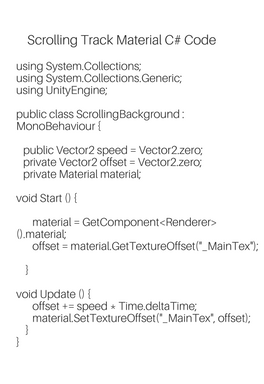 Scrolling Track Material C# Code
using System.Collections;
using System.Collections.Generic;
using UnityEngine;
public class ScrollingBackground :
MonoBehaviour {
public Vector2 speed = Vector2.zero;
private Vector2 offset = Vector2.zero;
private Material material;
void Start () {
material = GetComponent<Renderer>
().material;
offset = material.GetTextureOffset("_MainTex");
}
void Update () {
offset += speed * Time.deltaTime;
material.SetTextureOffset("_MainTex", offset);
}
}